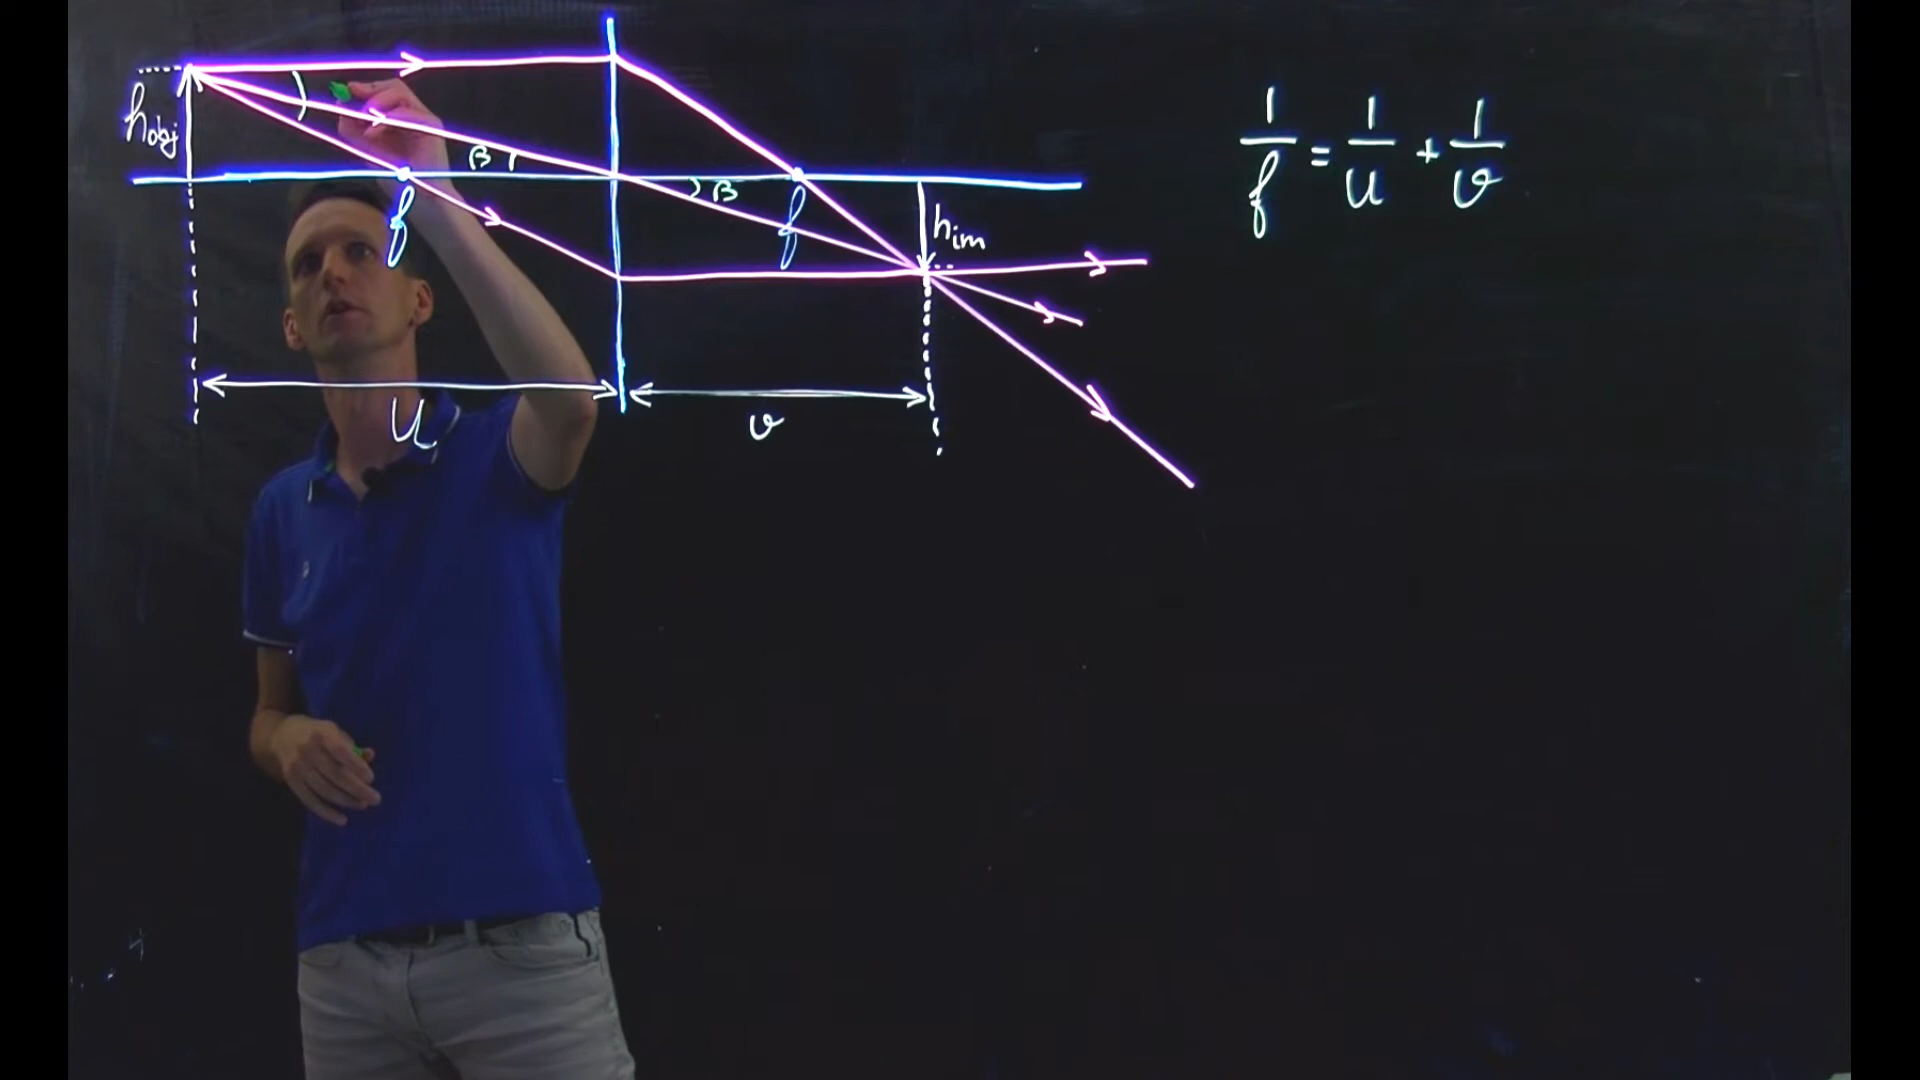 h_obj
β
β
f
f
h_im
u
v
1/f = 1/u + 1/v